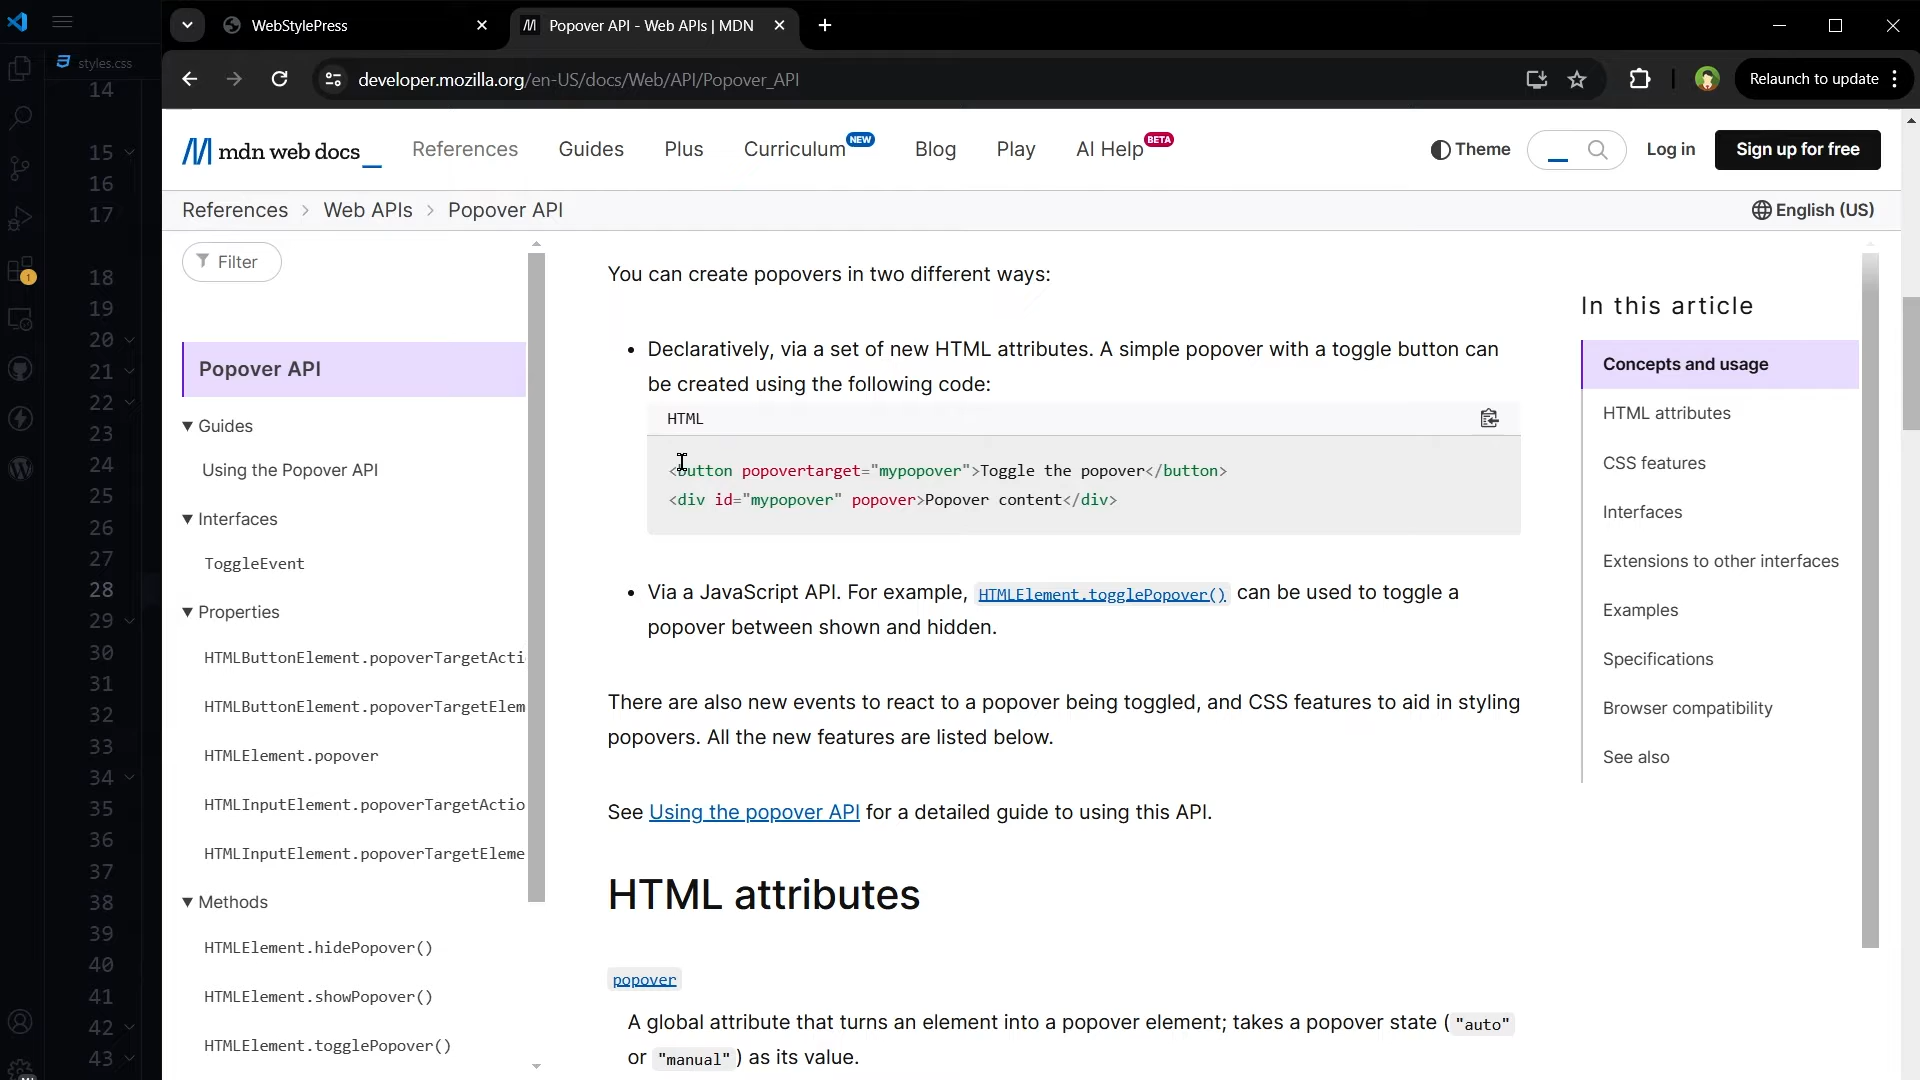 WebStylePress
Popover API - Web APIs | MDN
styles.css
developer.mozilla.org/en-US/docs/Web/API/Popover_API
Relaunch to update
mdn web docs_
References
Guides
Plus
Curriculum NEW
Blog
Play
AI Help BETA
Theme
Log in
Sign up for free
References > Web APIs > Popover API
English (US)
14
15
16
17
18
19
20
21
22
23
24
25
26
27
28
29
30
31
32
33
34
35
36
37
38
39
40
41
42
43
1
Filter
Popover API
Guides
Using the Popover API
Interfaces
ToggleEvent
Properties
HTMLButtonElement.popoverTargetActi
HTMLButtonElement.popoverTargetElem
HTMLElement.popover
HTMLInputElement.popoverTargetActio
HTMLInputElement.popoverTargetEleme
Methods
HTMLElement.hidePopover()
HTMLElement.showPopover()
HTMLElement.togglePopover()
You can create popovers in two different ways:
• Declaratively, via a set of new HTML attributes. A simple popover with a toggle button can
be created using the following code:
HTML
<button popovertarget="mypopover">Toggle the popover</button>
<div id="mypopover" popover>Popover content</div>
• Via a JavaScript API. For example, HTMLElement.togglePopover() can be used to toggle a
popover between shown and hidden.
There are also new events to react to a popover being toggled, and CSS features to aid in styling
popovers. All the new features are listed below.
See Using the popover API for a detailed guide to using this API.
HTML attributes
popover
A global attribute that turns an element into a popover element; takes a popover state ("auto"
or "manual") as its value.
In this article
Concepts and usage
HTML attributes
CSS features
Interfaces
Extensions to other interfaces
Examples
Specifications
Browser compatibility
See also